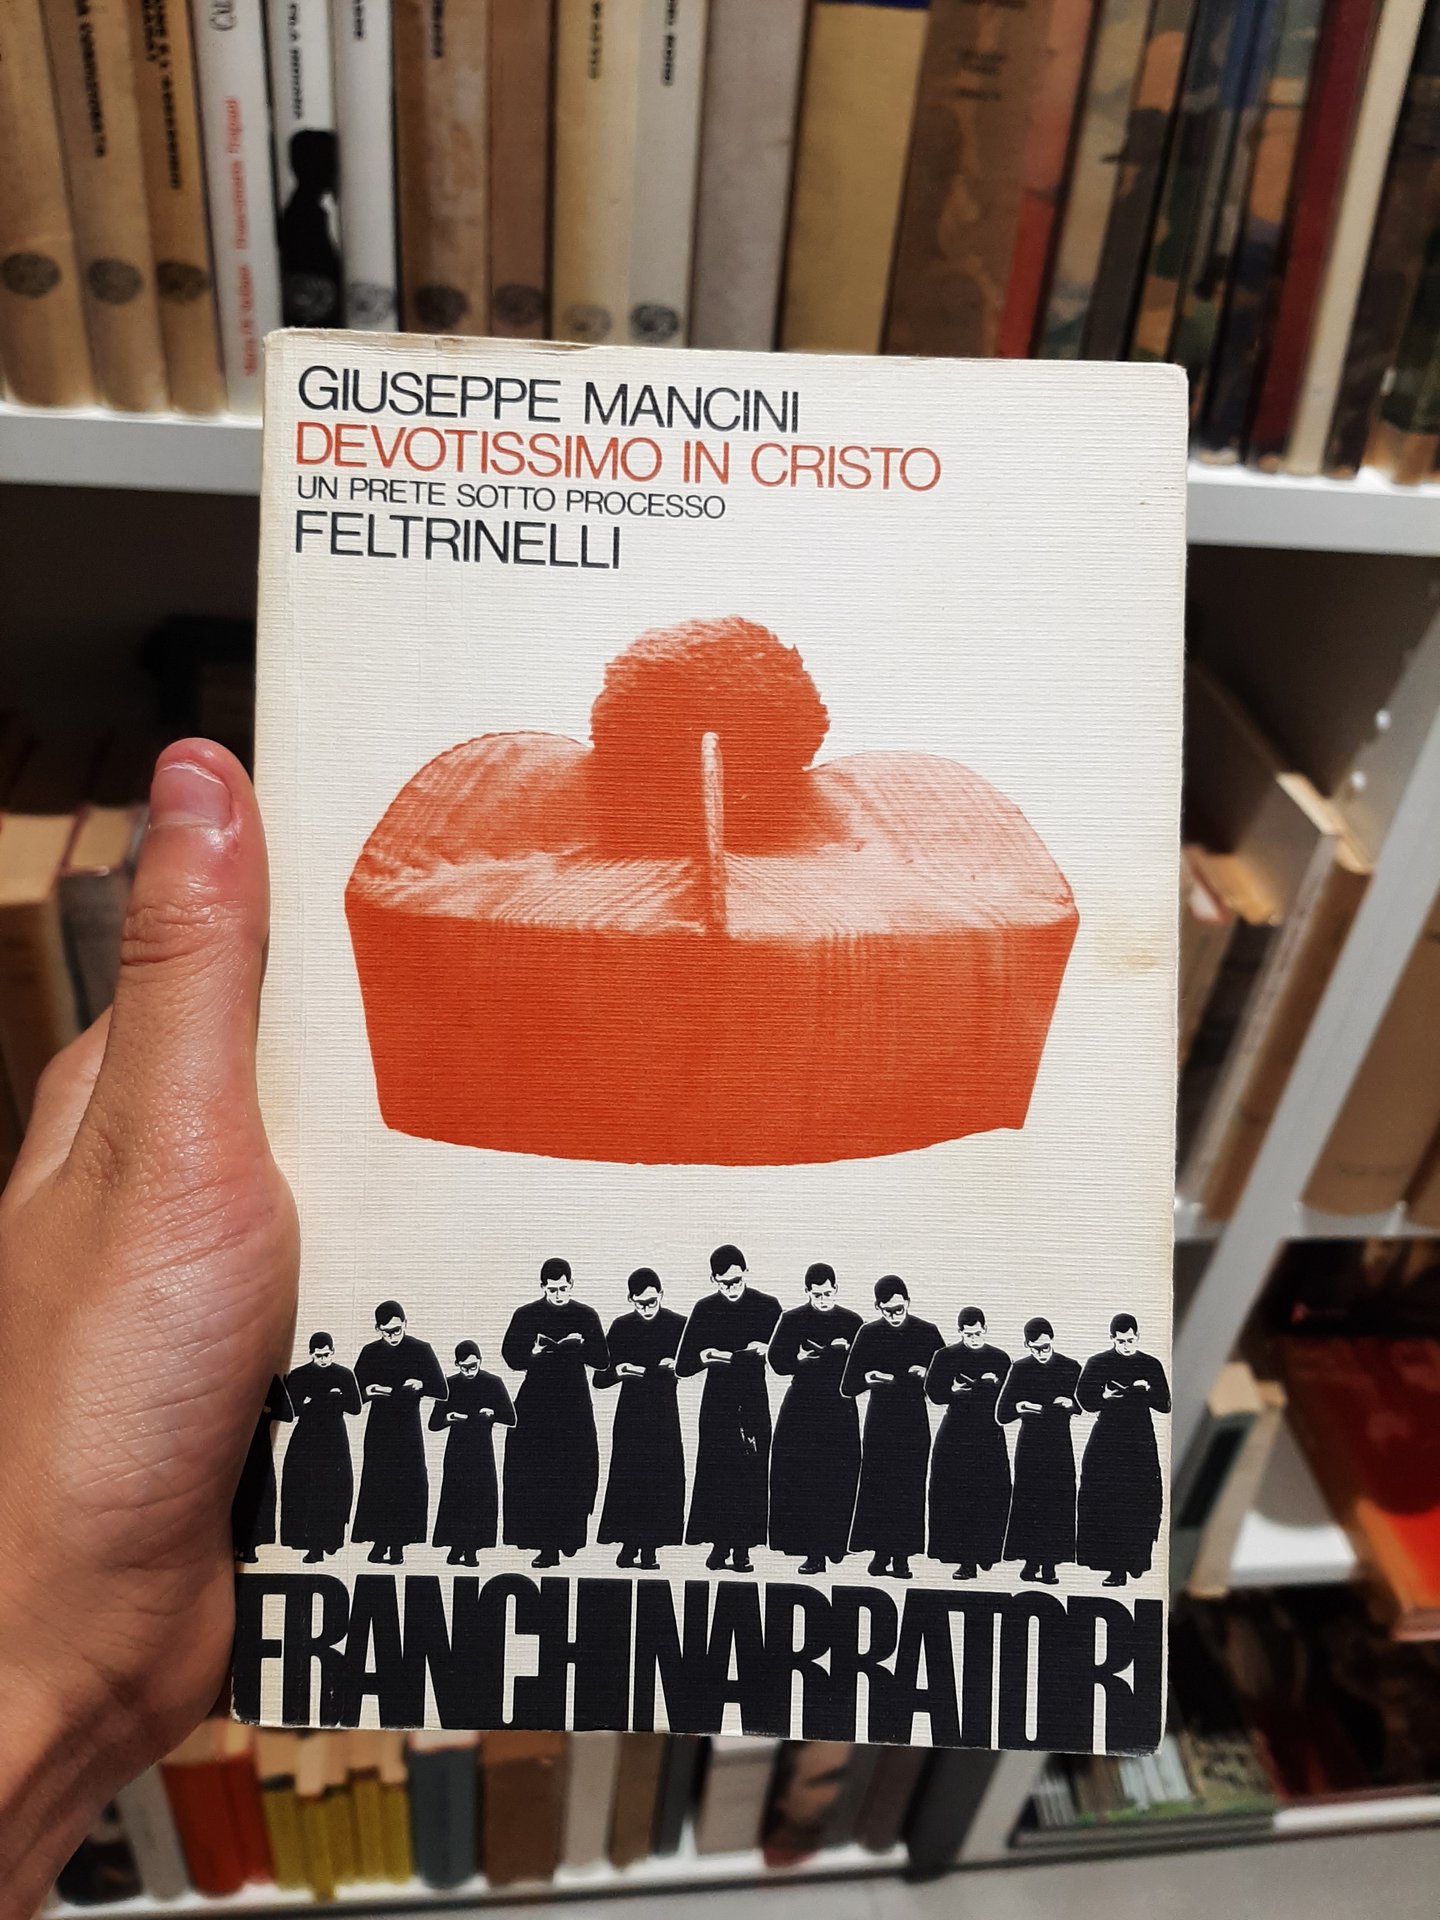 GIUSEPPE MANCINI
DEVOTISSIMO IN CRISTO
UN PRETE SOTTO PROCESSO
FELTRINELLI
FRANCHINARRATORI